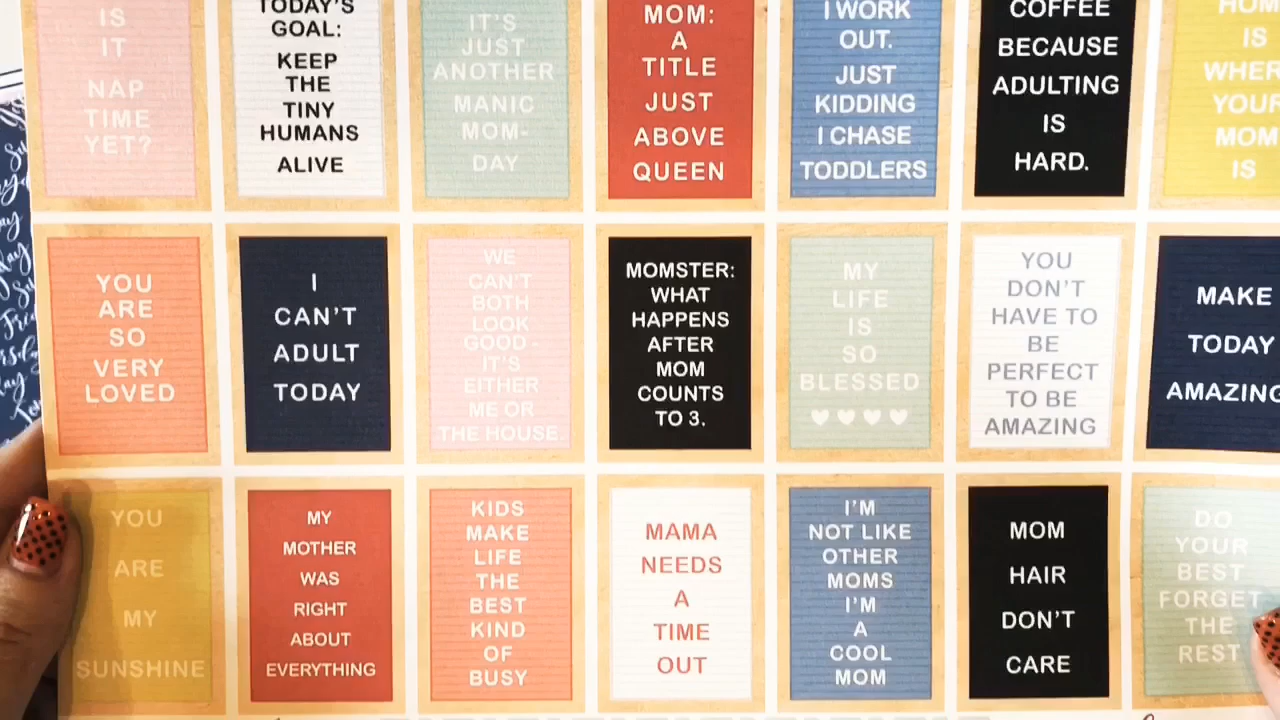 IS
IT
NAP
TIME
YET?
TODAY'S
GOAL:
KEEP
THE
TINY
HUMANS
ALIVE
IT'S
JUST
ANOTHER
MANIC
MOM-
DAY
MOM:
A
TITLE
JUST
ABOVE
QUEEN
I WORK
OUT.
JUST
KIDDING
I CHASE
TODDLERS
COFFEE
BECAUSE
ADULTING
IS
HARD.
HOM
IS
WHER
YOUR
MOM
IS
YOU
ARE
SO
VERY
LOVED
I
CAN'T
ADULT
TODAY
WE
CAN'T
BOTH
LOOK
GOOD -
IT'S
EITHER
ME OR
THE HOUSE.
MOMSTER:
WHAT
HAPPENS
AFTER
MOM
COUNTS
TO 3.
MY
LIFE
IS
SO
BLESSED
YOU
DON'T
HAVE TO
BE
PERFECT
TO BE
AMAZING
MAKE
TODAY
AMAZING
YOU
ARE
MY
SUNSHINE
MY
MOTHER
WAS
RIGHT
ABOUT
EVERYTHING
KIDS
MAKE
LIFE
THE
BEST
KIND
OF
BUSY
MAMA
NEEDS
A
TIME
OUT
I'M
NOT LIKE
OTHER
MOMS
I'M
A
COOL
MOM
MOM
HAIR
DON'T
CARE
DO
YOUR
BEST
FORGET
THE
REST